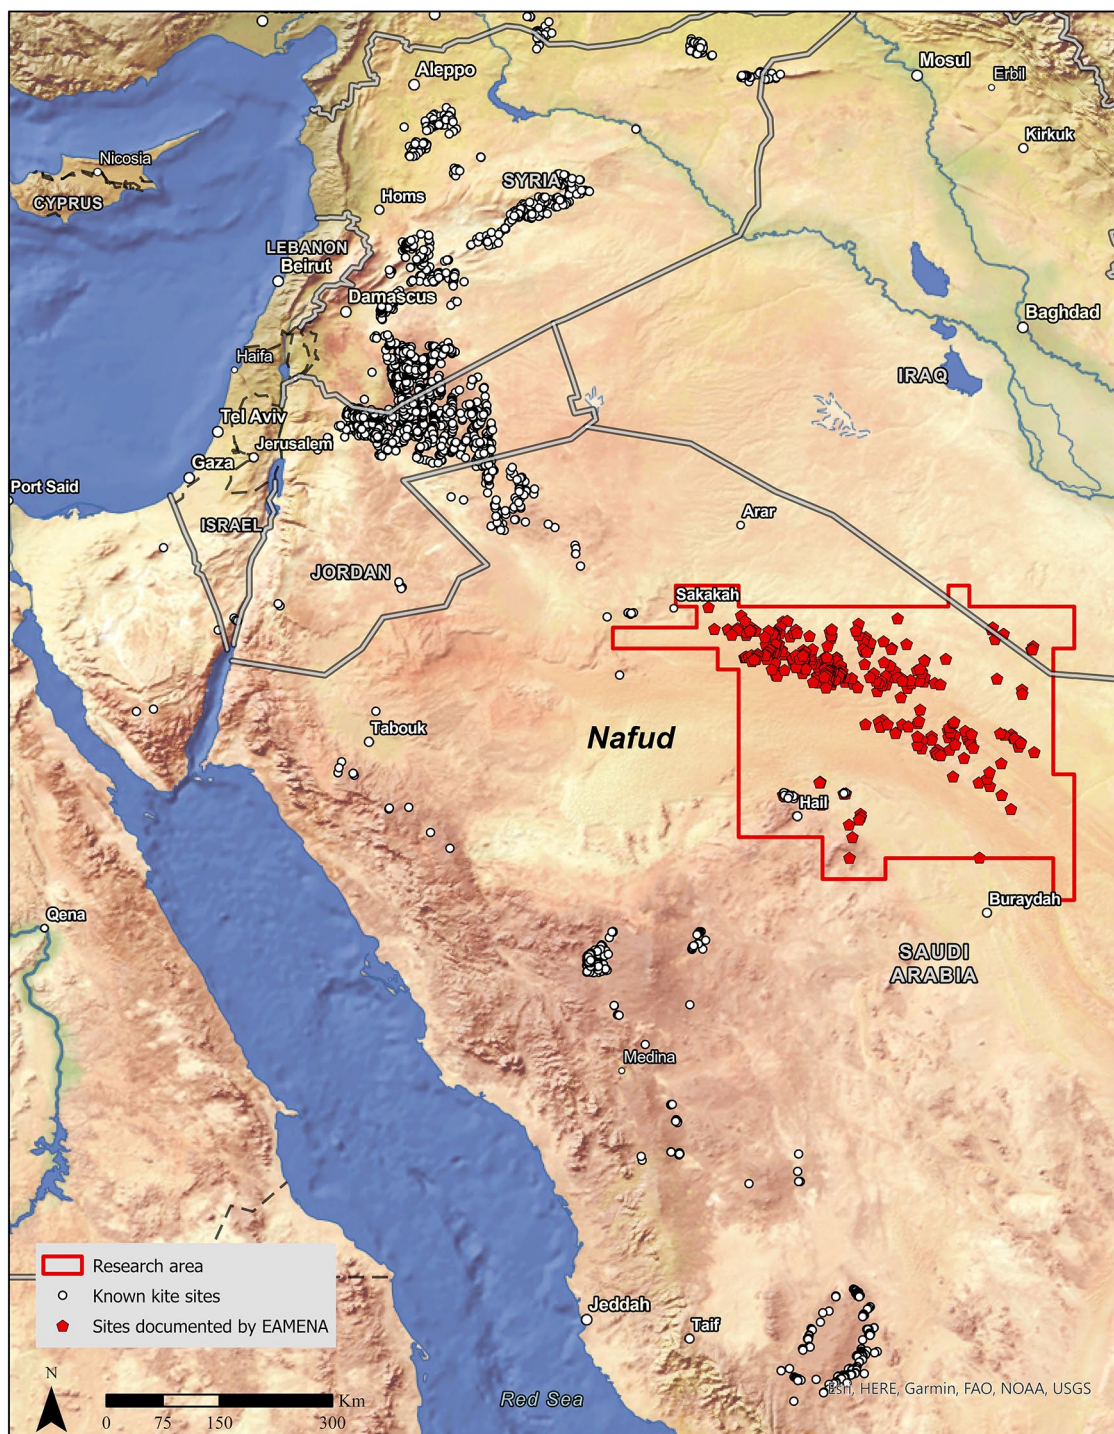 Aleppo
Mosul
Erbil
Kirkuk
Nicosia
CYPRUS
SYRIA
Homs
LEBANON
Beirut
Damascus
Baghdad
Haifa
IRAQ
Tel Aviv
Jerusalem
Gaza
Port Said
ISRAEL
Arar
JORDAN
Sakakah
Nafud
Tabouk
Hail
Buraydah
Qena
SAUDI
ARABIA
Medina
Research area
Known kite sites
Sites documented by EAMENA
Jeddah
Taif
Esri, HERE, Garmin, FAO, NOAA, USGS
Red Sea
N
Km
0 75 150 300